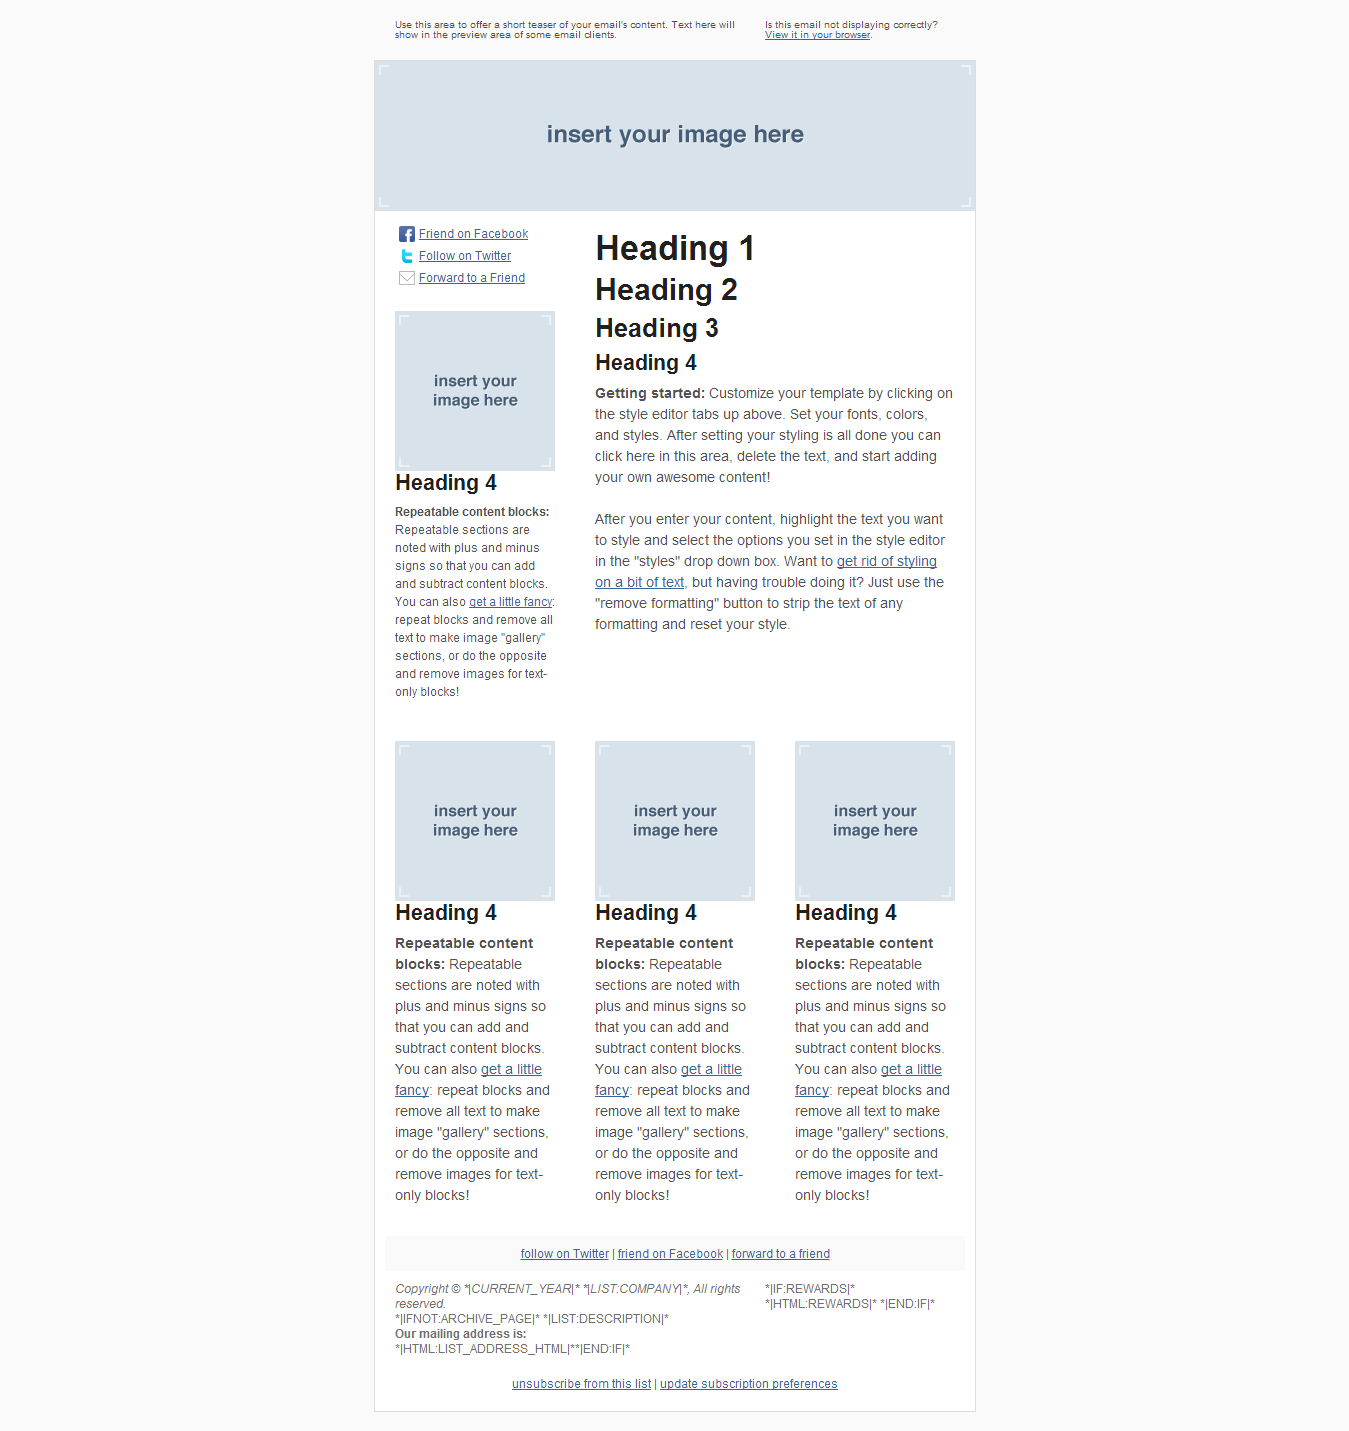 Use this area to offer a short teaser of your email's content. Text here will
show in the preview area of some email clients.
Is this email not displaying correctly?
View it in your browser.
insert your image here
Friend on Facebook
Follow on Twitter
Forward to a Friend
insert your
image here
Heading 4
Repeatable content blocks:
Repeatable sections are
noted with plus and minus
signs so that you can add
and subtract content blocks.
You can also get a little fancy:
repeat blocks and remove all
text to make image "gallery"
sections, or do the opposite
and remove images for text-
only blocks!
Heading 1
Heading 2
Heading 3
Heading 4
Getting started: Customize your template by clicking on
the style editor tabs up above. Set your fonts, colors,
and styles. After setting your styling is all done you can
click here in this area, delete the text, and start adding
your own awesome content!
After you enter your content, highlight the text you want
to style and select the options you set in the style editor
in the "styles" drop down box. Want to get rid of styling
on a bit of text, but having trouble doing it? Just use the
"remove formatting" button to strip the text of any
formatting and reset your style.
insert your
image here
Heading 4
Repeatable content
blocks: Repeatable
sections are noted with
plus and minus signs so
that you can add and
subtract content blocks.
You can also get a little
fancy: repeat blocks and
remove all text to make
image "gallery" sections,
or do the opposite and
remove images for text-
only blocks!
insert your
image here
Heading 4
Repeatable content
blocks: Repeatable
sections are noted with
plus and minus signs so
that you can add and
subtract content blocks.
You can also get a little
fancy: repeat blocks and
remove all text to make
image "gallery" sections,
or do the opposite and
remove images for text-
only blocks!
insert your
image here
Heading 4
Repeatable content
blocks: Repeatable
sections are noted with
plus and minus signs so
that you can add and
subtract content blocks.
You can also get a little
fancy: repeat blocks and
remove all text to make
image "gallery" sections,
or do the opposite and
remove images for text-
only blocks!
follow on Twitter | friend on Facebook | forward to a friend
Copyright © *|CURRENT_YEAR|* *|LIST:COMPANY|*, All rights
reserved.
*|IFNOT:ARCHIVE_PAGE|* *|LIST:DESCRIPTION|*
Our mailing address is:
*|HTML:LIST_ADDRESS_HTML|**|END:IF|*
*|IF:REWARDS|*
*|HTML:REWARDS|* *|END:IF|*
unsubscribe from this list | update subscription preferences